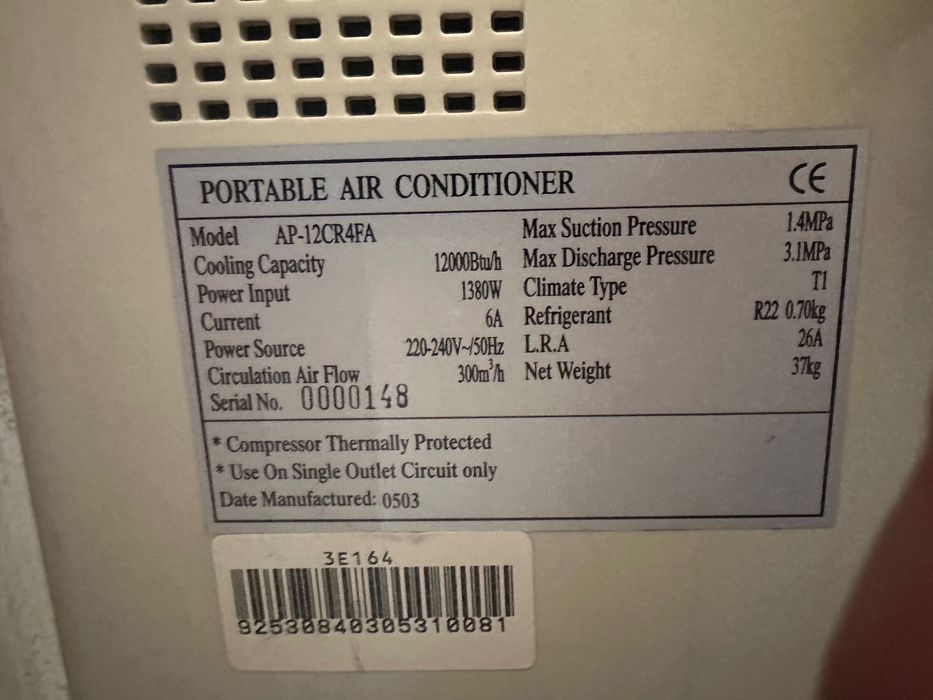 PORTABLE AIR CONDITIONER CE
Model AP-12CR4FA
Cooling Capacity 12000Btu/h
Power Input 1380W
Current 6A
Power Source 220-240V~/50Hz
Circulation Air Flow 300m³/h
Serial No. 0000148
Max Suction Pressure 1.4MPa
Max Discharge Pressure 3.1MPa
Climate Type T1
Refrigerant R22 0.70kg
L.R.A 26A
Net Weight 37kg
* Compressor Thermally Protected
* Use On Single Outlet Circuit only
Date Manufactured: 0503
3E164
92530840305310081